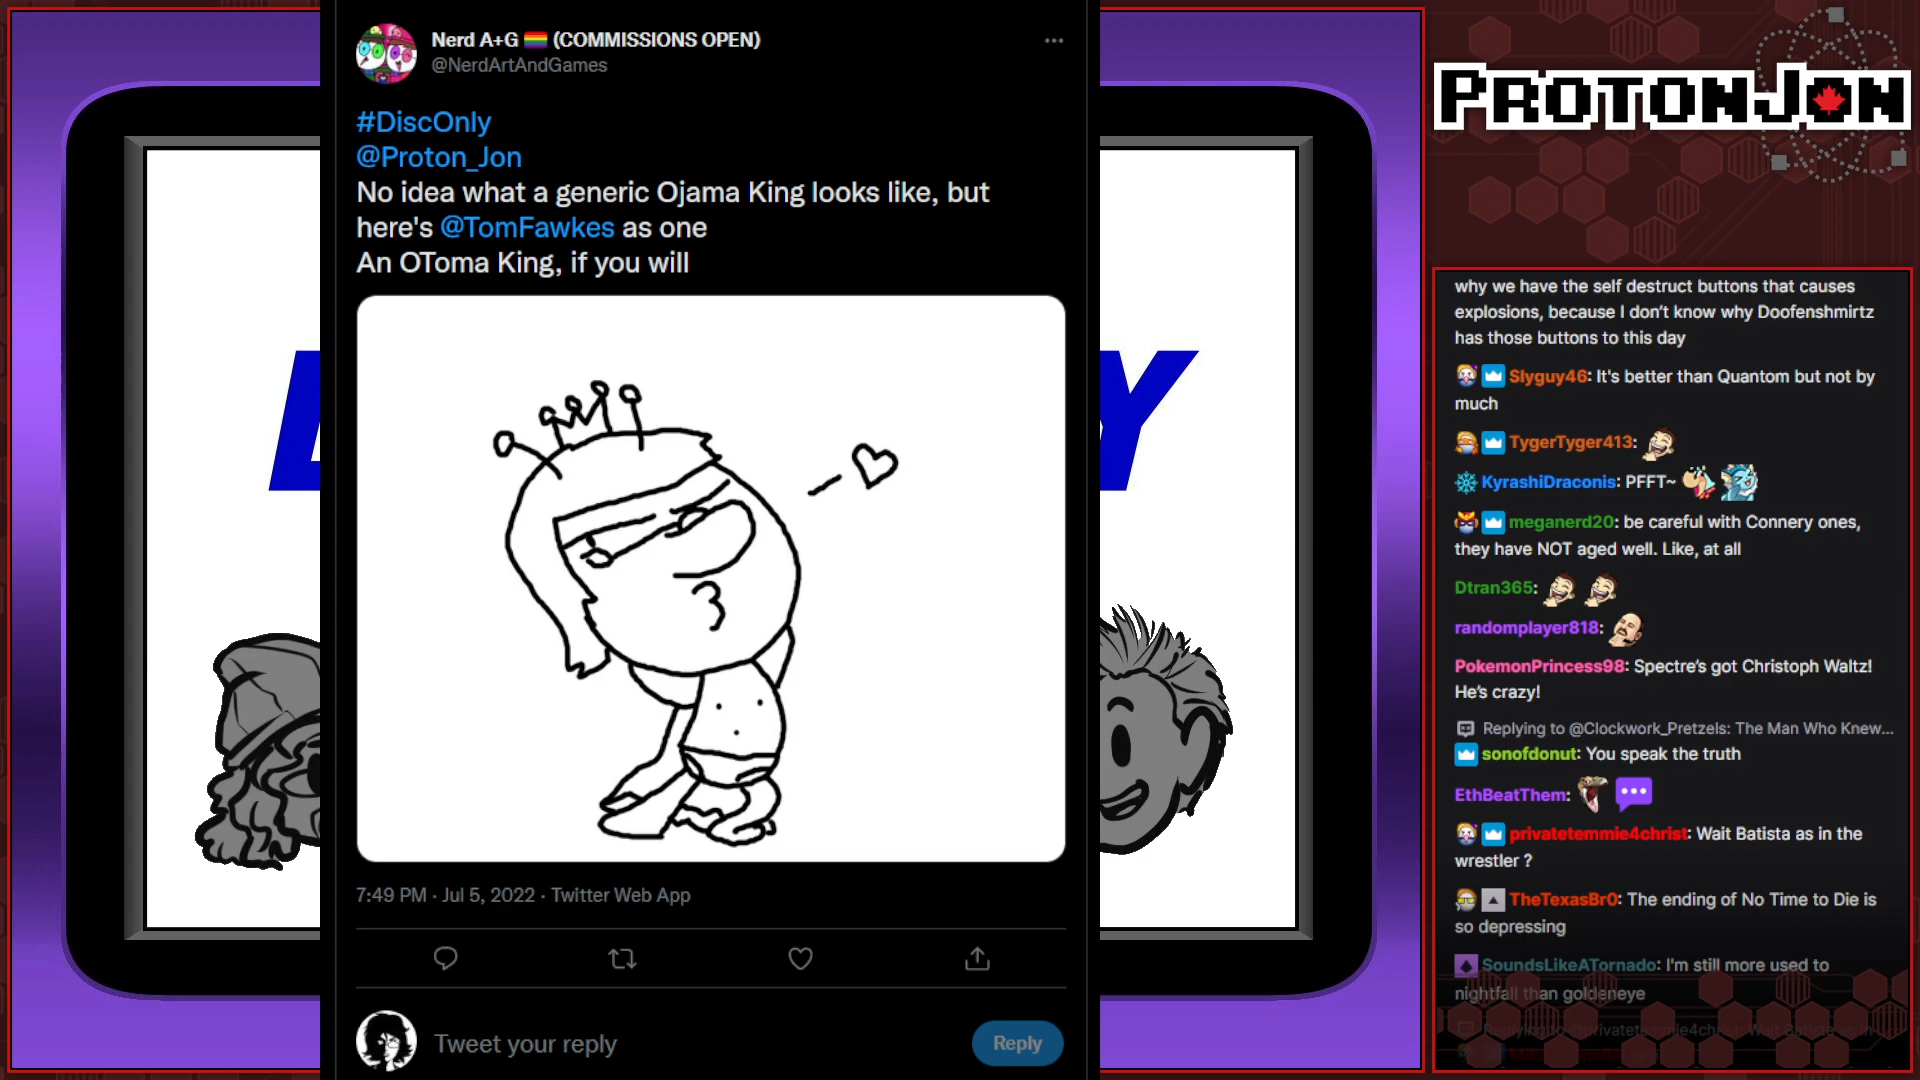 Nerd A+G (COMMISSIONS OPEN)
@NerdArtAndGames
#DiscOnly
@Proton_Jon
No idea what a generic Ojama King looks like, but
here's @TomFawkes as one
An OToma King, if you will
7:49 PM · Jul 5, 2022 · Twitter Web App
Tweet your reply
Reply
Y
PROTONJON
why we have the self destruct buttons that causes
explosions, because I don't know why Doofenshmirtz
has those buttons to this day
Slyguy46: It's better than Quantom but not by
much
TygerTyger413:
KyrashiDraconis: PFFT~
meganerd20: be careful with Connery ones,
they have NOT aged well. Like, at all
Dtran365:
randomplayer818:
PokemonPrincess98: Spectre's got Christoph Waltz!
He's crazy!
Replying to @Clockwork_Pretzels: The Man Who Knew...
sonofdonut: You speak the truth
EthBeatThem:
privatetemmie4christ: Wait Batista as in the
wrestler ?
TheTexasBr0: The ending of No Time to Die is
so depressing
SoundsLikeATornado: I'm still more used to
nightfall than goldeneye
Replying to @privatetemmie4christ: Wait Batista as in